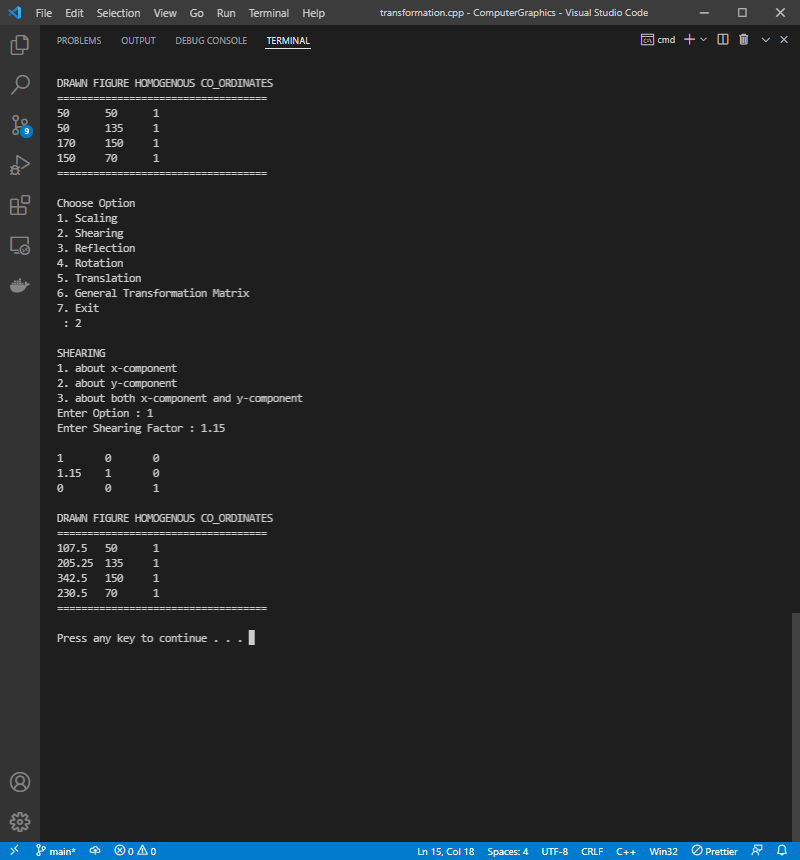 File Edit Selection View Go Run Terminal Help transformation.cpp - ComputerGraphics - Visual Studio Code
PROBLEMS OUTPUT DEBUG CONSOLE TERMINAL cmd
DRAWN FIGURE HOMOGENOUS CO_ORDINATES
===================================
50 50 1
50 135 1
170 150 1
150 70 1
===================================
Choose Option
1. Scaling
2. Shearing
3. Reflection
4. Rotation
5. Translation
6. General Transformation Matrix
7. Exit
: 2
SHEARING
1. about x-component
2. about y-component
3. about both x-component and y-component
Enter Option : 1
Enter Shearing Factor : 1.15
1 0 0
1.15 1 0
0 0 1
DRAWN FIGURE HOMOGENOUS CO_ORDINATES
===================================
107.5 50 1
205.25 135 1
342.5 150 1
230.5 70 1
===================================
Press any key to continue . . .
9
main* 0 0 Ln 15, Col 18 Spaces: 4 UTF-8 CRLF C++ Win32 Prettier